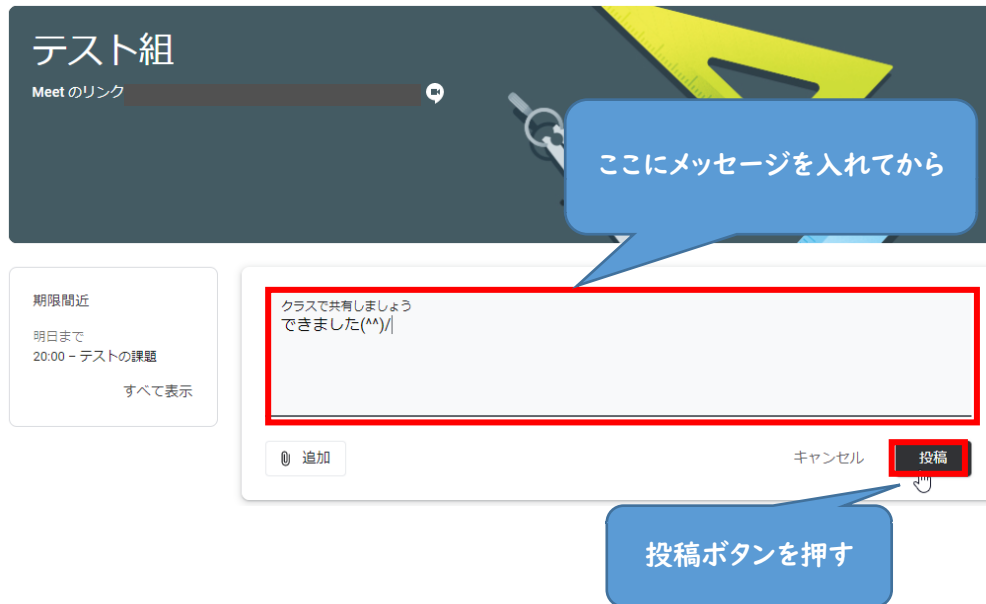 テスト組
Meet のリンク
ここにメッセージを入れてから
期限間近
明日まで
20:00 – テストの課題
すべて表示
クラスで共有しましょう
できました(^^)/
追加
キャンセル
投稿
投稿ボタンを押す